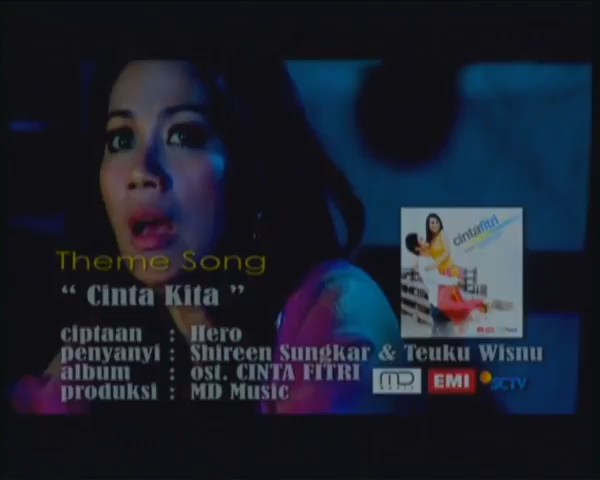 cintafitri
Theme Song
“ Cinta Kita ”
ciptaan : Hero
penyanyi : Shireen Sungkar & Teuku Wisnu
album : ost. CINTA FITRI
produksi : MD Music
MD
MUSIC
EMI
SCTV